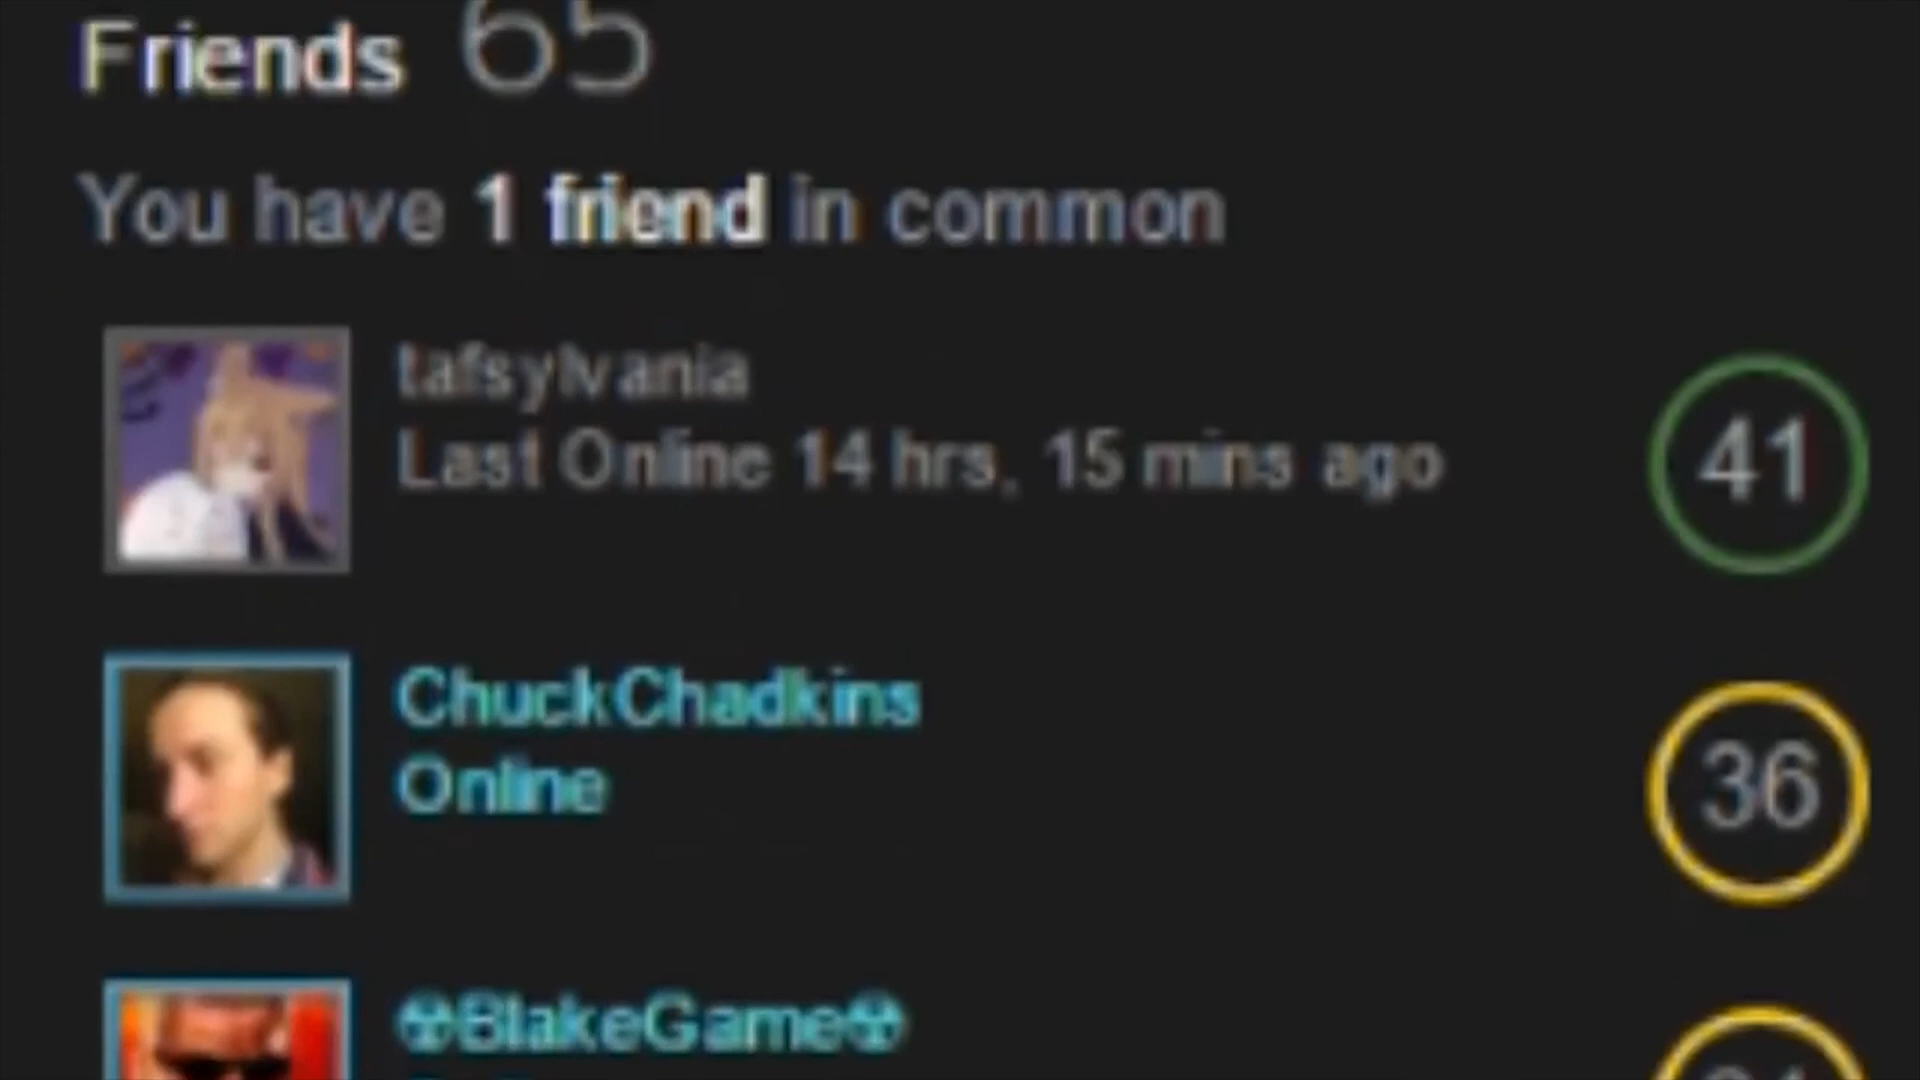 Friends 65
You have 1 friend in common
tafsylvania
Last Online 14 hrs, 15 mins ago
41
ChuckChadkins
Online
36
☢BlakeGame☢